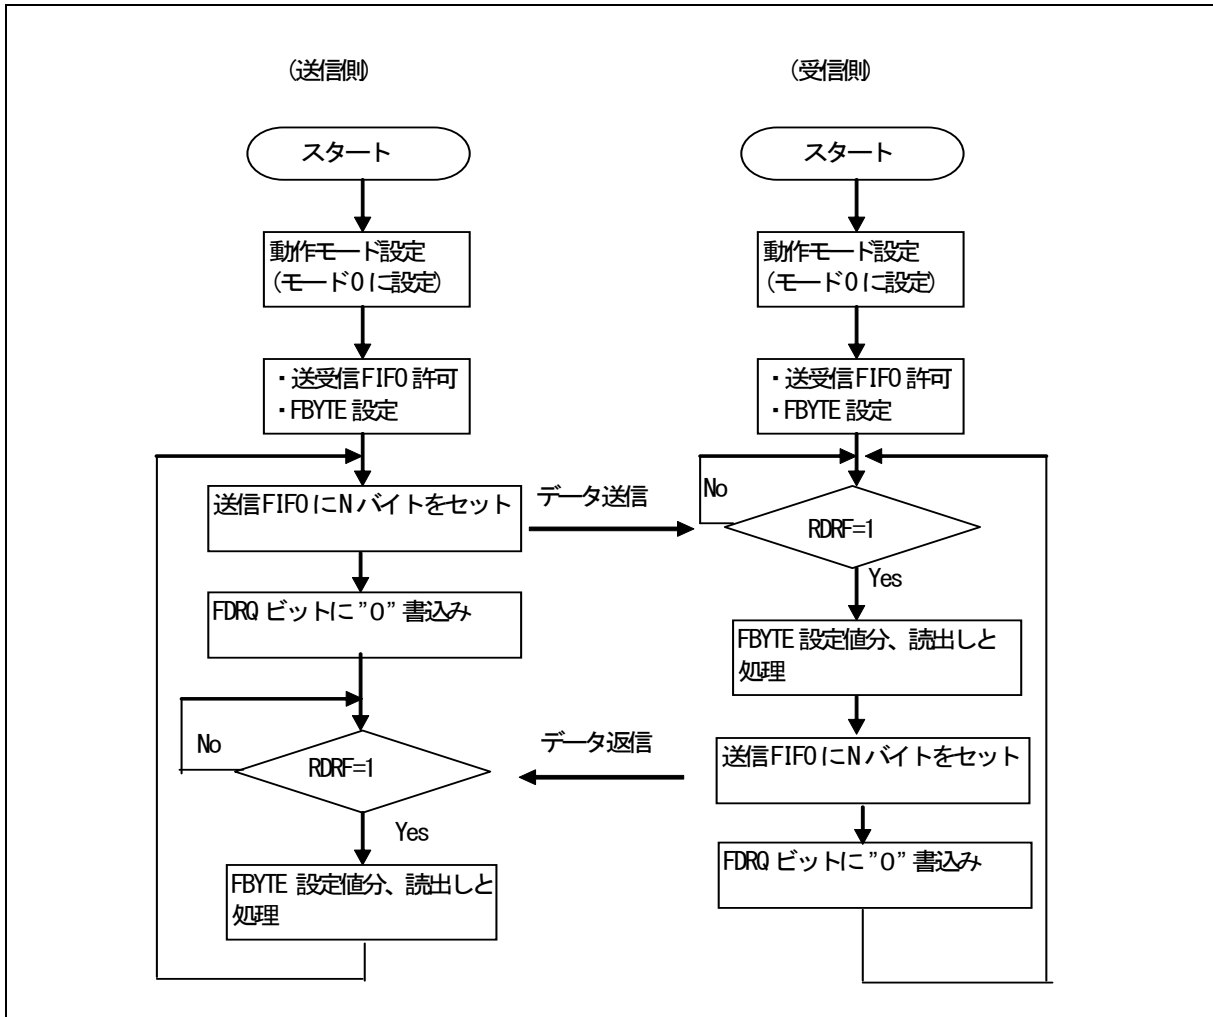 (送信側)
スタート
動作モード設定
(モード0に設定)
・送受信FIFO許可
・FBYTE設定
送信FIFOにNバイトをセット
FDRQビットに"0"書込み
No
RDRF=1
Yes
FBYTE設定値分、読出しと
処理
データ送信
データ返信
(受信側)
スタート
動作モード設定
(モード0に設定)
・送受信FIFO許可
・FBYTE設定
No
RDRF=1
Yes
FBYTE設定値分、読出しと
処理
送信FIFOにNバイトをセット
FDRQビットに"0"書込み